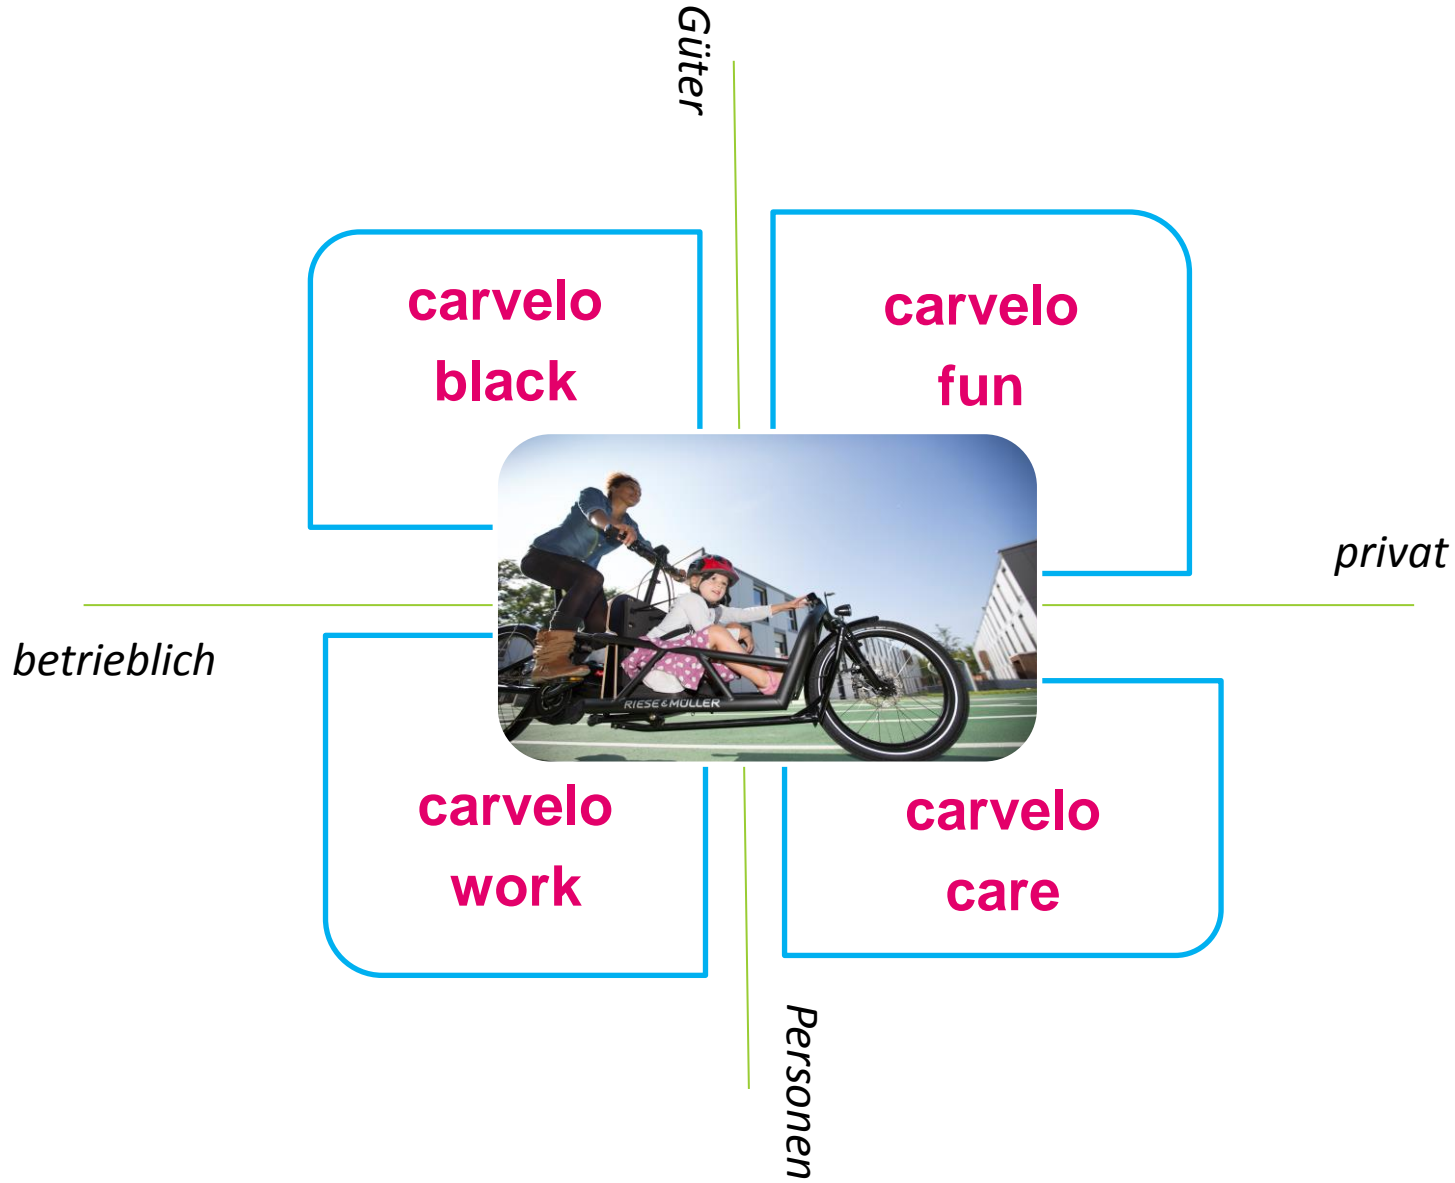 Güter
carvelo
black
carvelo
fun
privat
betrieblich
RIESE & MÜLLER
carvelo
work
carvelo
care
Personen